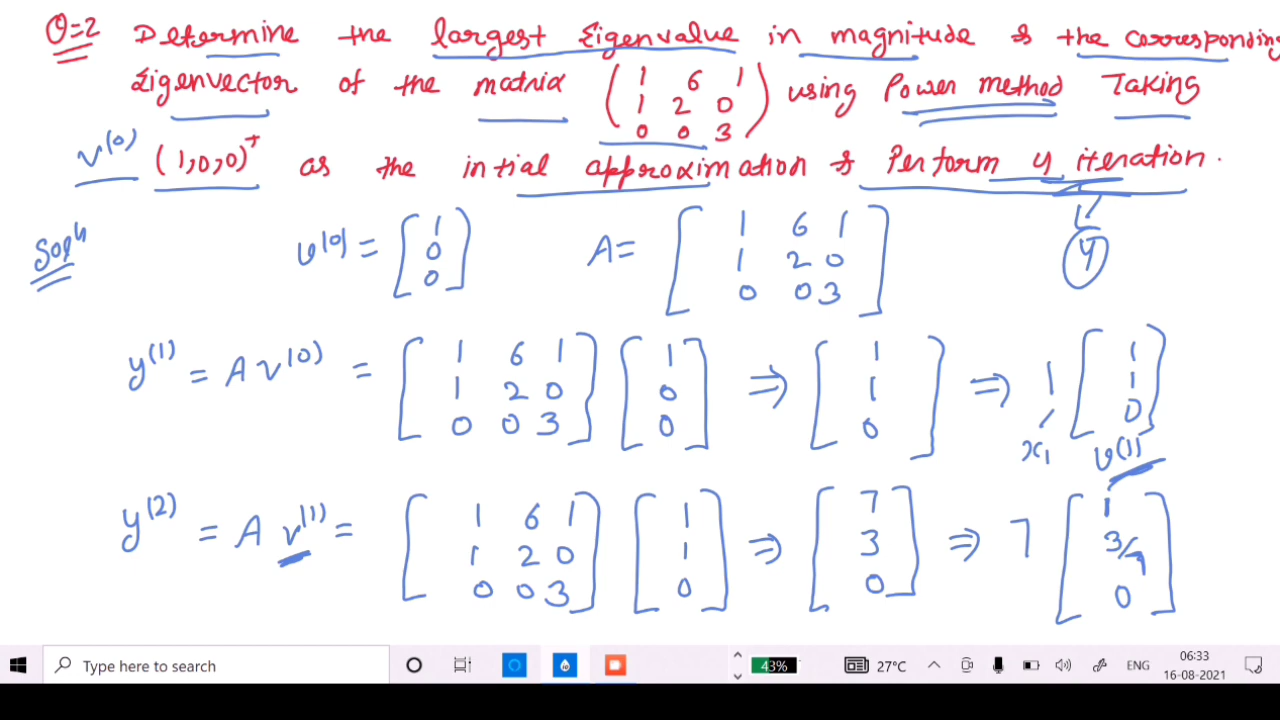 Q=2 Determine the largest Eigenvalue in magnitude & the corresponding
Eigenvector of the matrix ( 1 6 1
1 2 0
0 0 3 ) using Power method Taking
v^(0) (1,0,0)^T as the initial approximation & Perform 4 iteration.
Sol^n
v^(0) = [ 1
0
0 ] A = [ 1 6 1
1 2 0
0 0 3 ] 4
y^(1) = A v^(0) = [ 1 6 1
1 2 0
0 0 3 ] [ 1
0
0 ] ⇒ [ 1
1
0 ] ⇒ 1 [ 1
1
0 ]
x1 v^(1)
y^(2) = A v^(1) = [ 1 6 1
1 2 0
0 0 3 ] [ 1
1
0 ] ⇒ [ 7
3
0 ] ⇒ 7 [ 1
3/7
0 ]
Type here to search
43%
27°C
ENG
06:33
16-08-2021